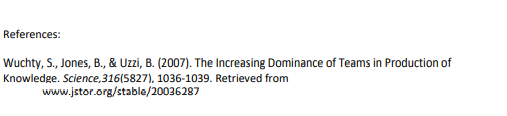 References:
Wuchty, S., Jones, B., & Uzzi, B. (2007). The Increasing Dominance of Teams in Production of
Knowledge. Science,316(5827), 1036-1039. Retrieved from
www.jstor.org/stable/20036287